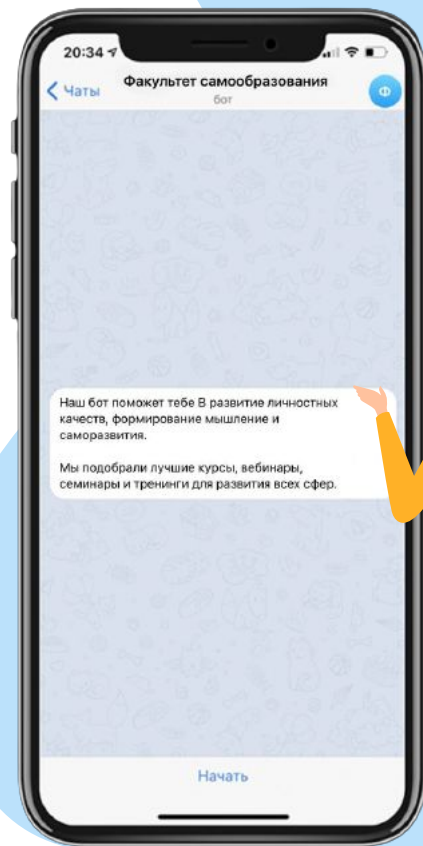 20:34
Чаты
Факультет самообразования
бот
Ф
Наш бот поможет тебе В развитие личностных
качеств, формирование мышление и
саморазвития.
Мы подобрали лучшие курсы, вебинары,
семинары и тренинги для развития всех сфер.
Начать